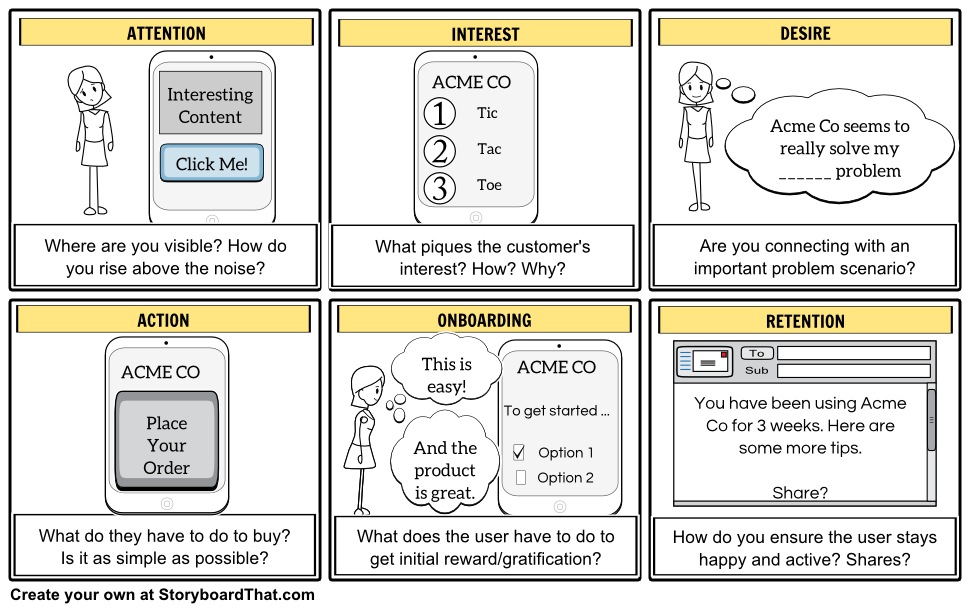 ATTENTION
Interesting
Content
Click Me!
Where are you visible? How do
you rise above the noise?
INTEREST
ACME CO
1 Tic
2 Tac
3 Toe
What piques the customer's
interest? How? Why?
DESIRE
Acme Co seems to
really solve my
______ problem
Are you connecting with an
important problem scenario?
ACTION
ACME CO
Place
Your
Order
What do they have to do to buy?
Is it as simple as possible?
ONBOARDING
This is
easy!
And the
product
is great.
ACME CO
To get started ...
Option 1
Option 2
What does the user have to do to
get initial reward/gratification?
RETENTION
To
Sub
You have been using Acme
Co for 3 weeks. Here are
some more tips.
Share?
How do you ensure the user stays
happy and active? Shares?
Create your own at StoryboardThat.com